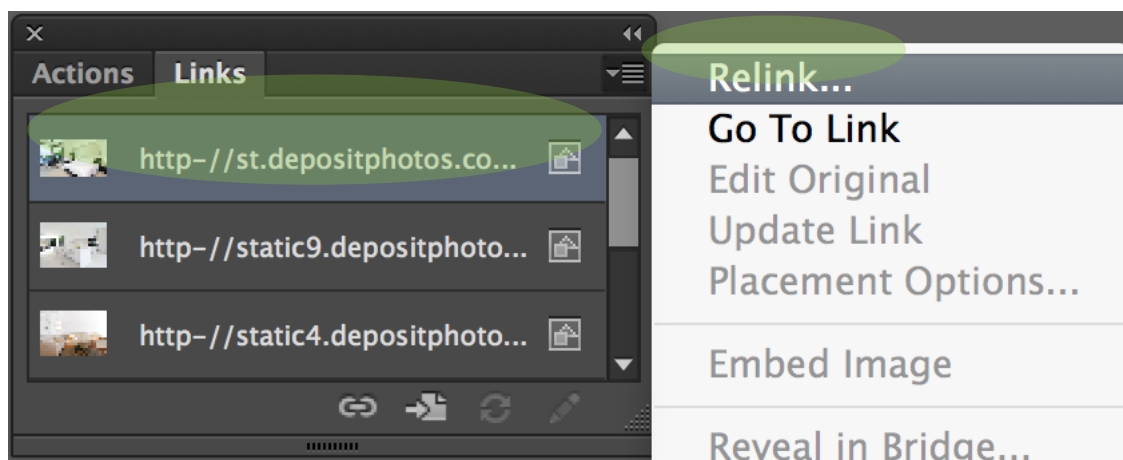 Actions Links
http-//st.depositphotos.co...
http-//static9.depositphoto...
http-//static4.depositphoto...
Relink...
Go To Link
Edit Original
Update Link
Placement Options...
Embed Image
Reveal in Bridge...